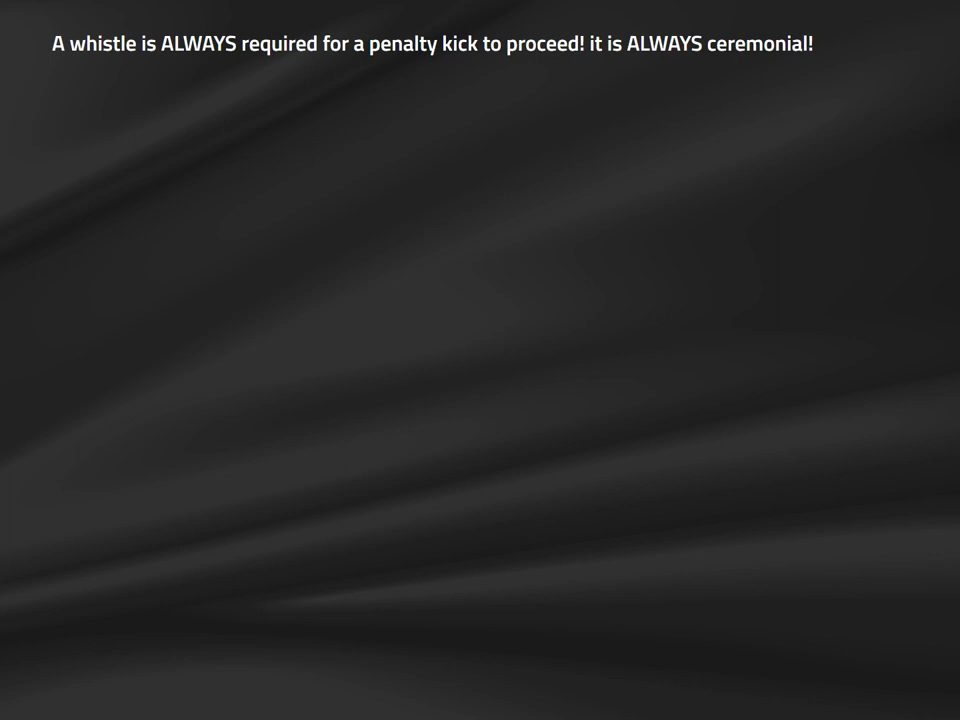 A whistle is ALWAYS required for a penalty kick to proceed! it is ALWAYS ceremonial!